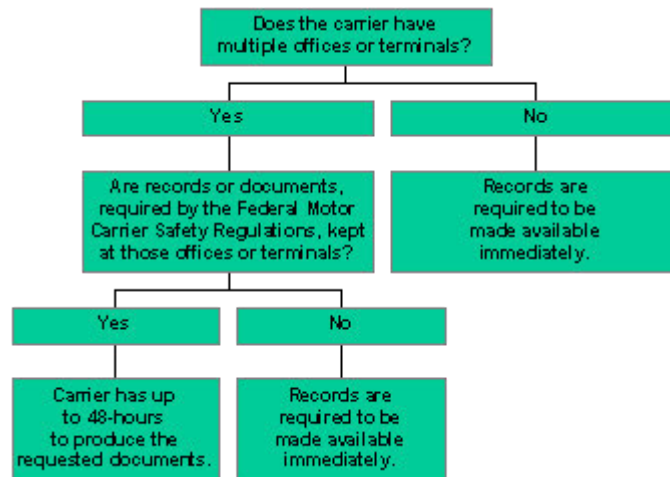 Does the carrier have
multiple offices or terminals?
Yes
No
Are records or documents,
required by the Federal Motor
Carrier Safety Regulations, kept
at those offices or terminals?
Records are
required to be
made available
immediately.
Yes
No
Carrier has up
to 48-hours
to produce the
requested documents.
Records are
required to be
made available
immediately.